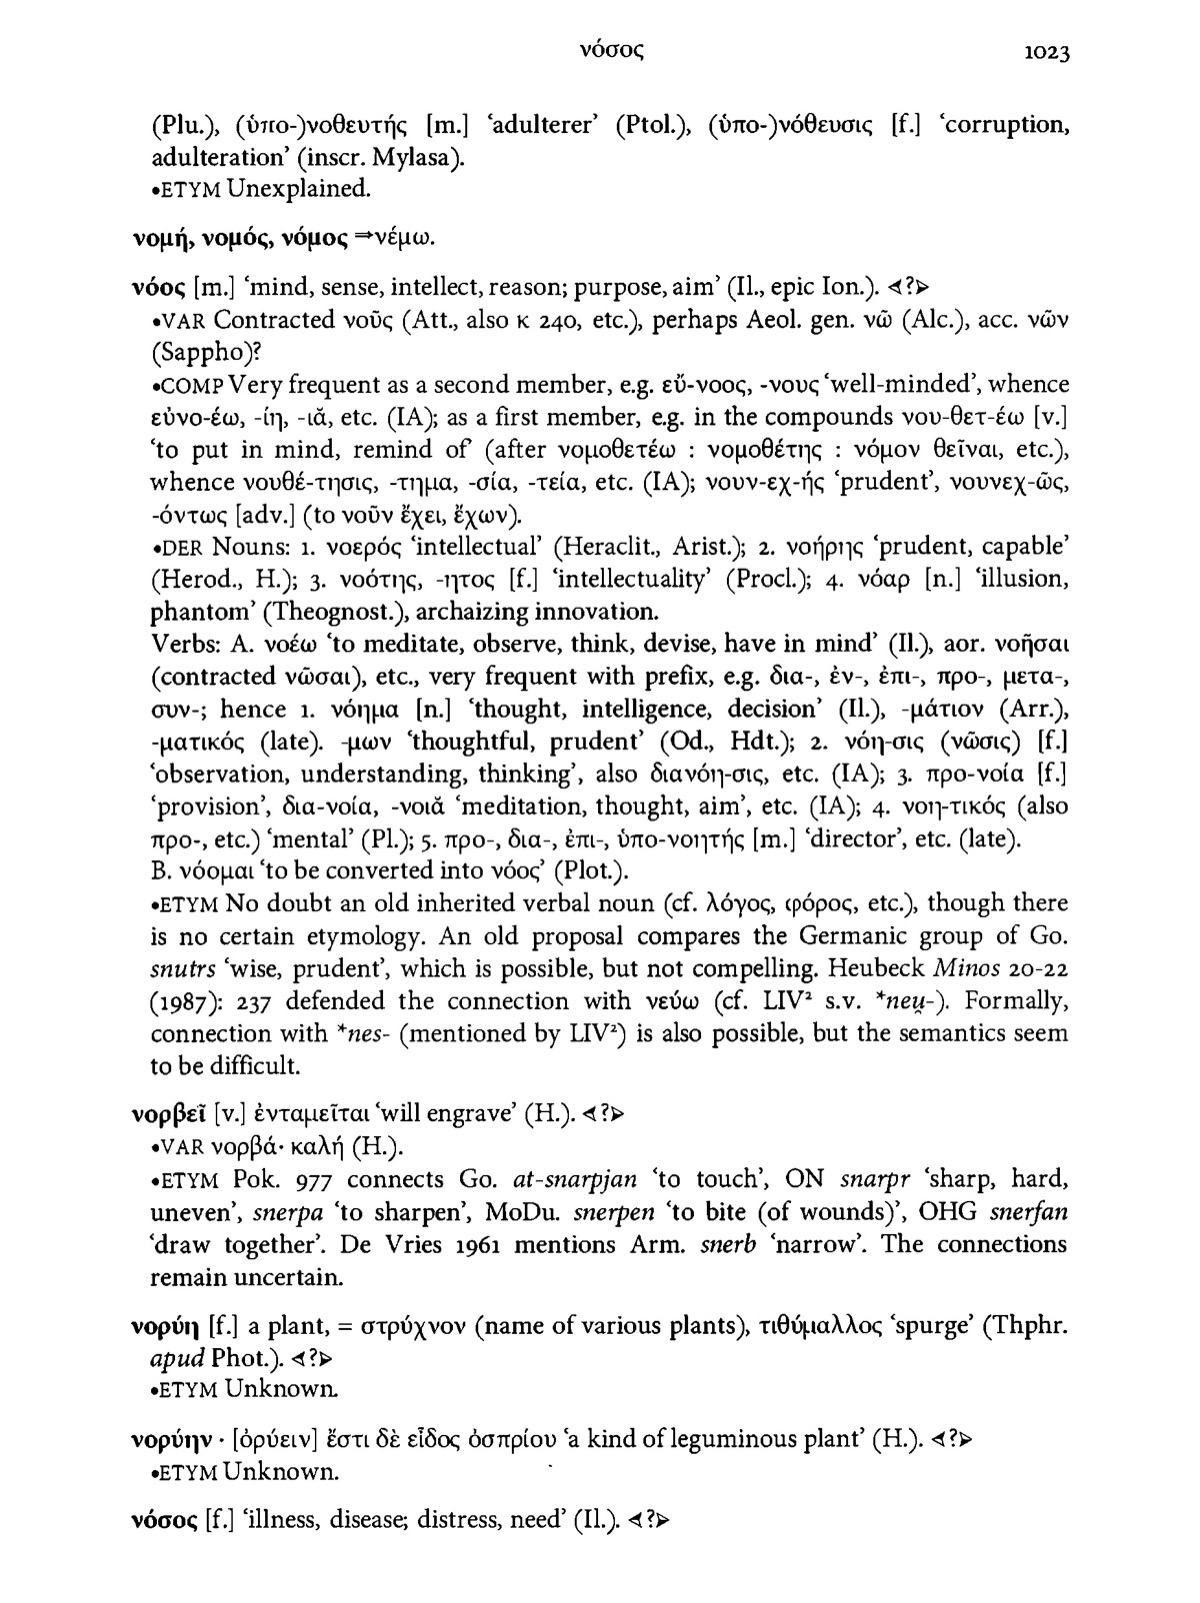 νόσος 1023
(Plu.), (ὑπο-)νοθευτής [m.] ‘adulterer’ (Ptol.), (ὑπο-)νόθευσις [f.] ‘corruption,
adulteration’ (inscr. Mylasa).
•ETYM Unexplained.
νομή, νομός, νόμος ⇒νέμω.
νόος [m.] ‘mind, sense, intellect, reason; purpose, aim’ (Il., epic Ion.). ⋖?⋗
•VAR Contracted νοῦς (Att., also κ 240, etc.), perhaps Aeol. gen. νῶ (Alc.), acc. νῶν
(Sappho)?
•COMP Very frequent as a second member, e.g. εὔ-νοος, -νους ‘well-minded’, whence
εὐνο-έω, -ίη, -ιᾰ, etc. (IA); as a first member, e.g. in the compounds νου-θετ-έω [v.]
‘to put in mind, remind of’ (after νομοθετέω : νομοθέτης : νόμον θεῖναι, etc.),
whence νουθέ-τησις, -τημα, -σία, -τεία, etc. (IA); νουν-εχ-ής ‘prudent’, νουνεχ-ῶς,
-όντως [adv.] (to νοῦν ἔχει, ἔχων).
•DER Nouns: 1. νοερός ‘intellectual’ (Heraclit., Arist.); 2. νοήρης ‘prudent, capable’
(Herod., H.); 3. νοότης, -ητος [f.] ‘intellectuality’ (Procl.); 4. νόαρ [n.] ‘illusion,
phantom’ (Theognost.), archaizing innovation.
Verbs: A. νοέω ‘to meditate, observe, think, devise, have in mind’ (Il.), aor. νοῆσαι
(contracted νῶσαι), etc., very frequent with prefix, e.g. δια-, ἐν-, ἐπι-, προ-, μετα-,
συν-; hence 1. νόημα [n.] ‘thought, intelligence, decision’ (Il.), -μάτιον (Arr.),
-ματικός (late). -μων ‘thoughtful, prudent’ (Od., Hdt.); 2. νόη-σις (νῶσις) [f.]
‘observation, understanding, thinking’, also διανόη-σις, etc. (IA); 3. προ-νοία [f.]
‘provision’, δια-νοία, -νοιᾰ ‘meditation, thought, aim’, etc. (IA); 4. νοη-τικός (also
προ-, etc.) ‘mental’ (Pl.); 5. προ-, δια-, ἐπι-, ὑπο-νοητής [m.] ‘director’, etc. (late).
B. νόομαι ‘to be converted into νόος’ (Plot.).
•ETYM No doubt an old inherited verbal noun (cf. λόγος, φόρος, etc.), though there
is no certain etymology. An old proposal compares the Germanic group of Go.
snutrs ‘wise, prudent’, which is possible, but not compelling. Heubeck Minos 20-22
(1987): 237 defended the connection with νεύω (cf. LIV² s.v. *neu̯-). Formally,
connection with *nes- (mentioned by LIV²) is also possible, but the semantics seem
to be difficult.
νορβεῖ [v.] ἐνταμεῖται ‘will engrave’ (H.). ⋖?⋗
•VAR νορβά· καλή (H.).
•ETYM Pok. 977 connects Go. at-snarpjan ‘to touch’, ON snarpr ‘sharp, hard,
uneven’, snerpa ‘to sharpen’, MoDu. snerpen ‘to bite (of wounds)’, OHG snerfan
‘draw together’. De Vries 1961 mentions Arm. snerb ‘narrow’. The connections
remain uncertain.
νορύη [f.] a plant, = στρύχνον (name of various plants), τιθύμαλλος ‘spurge’ (Thphr.
apud Phot.). ⋖?⋗
•ETYM Unknown.
νορύην · [ὀρύειν] ἔστι δὲ εἶδος ὀσπρίου ‘a kind of leguminous plant’ (H.). ⋖?⋗
•ETYM Unknown.
νόσος [f.] ‘illness, disease; distress, need’ (Il.). ⋖?⋗